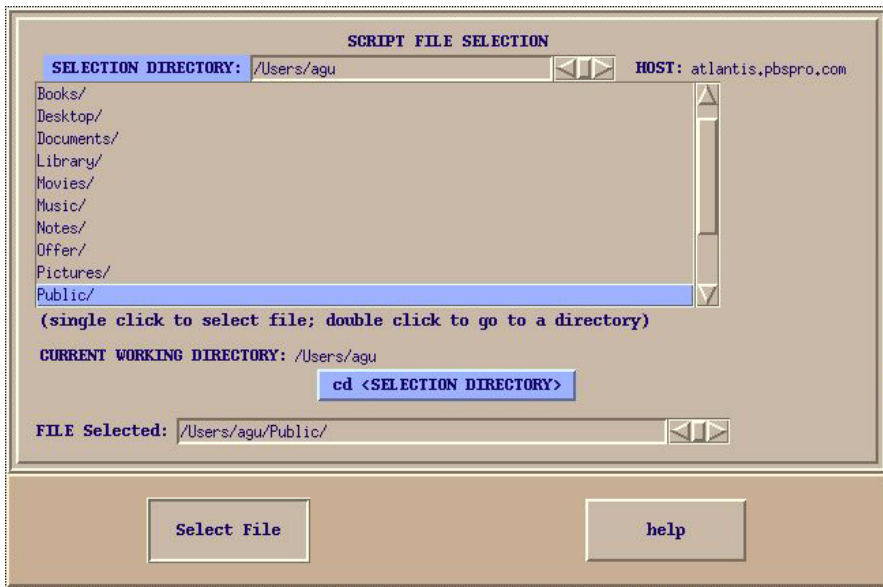 SCRIPT FILE SELECTION
SELECTION DIRECTORY: /Users/agu HOST: atlantis.pbspro.com
Books/
Desktop/
Documents/
Library/
Movies/
Music/
Notes/
Offer/
Pictures/
Public/
(single click to select file; double click to go to a directory)
CURRENT WORKING DIRECTORY: /Users/agu
cd <SELECTION DIRECTORY>
FILE Selected: /Users/agu/Public/
Select File help